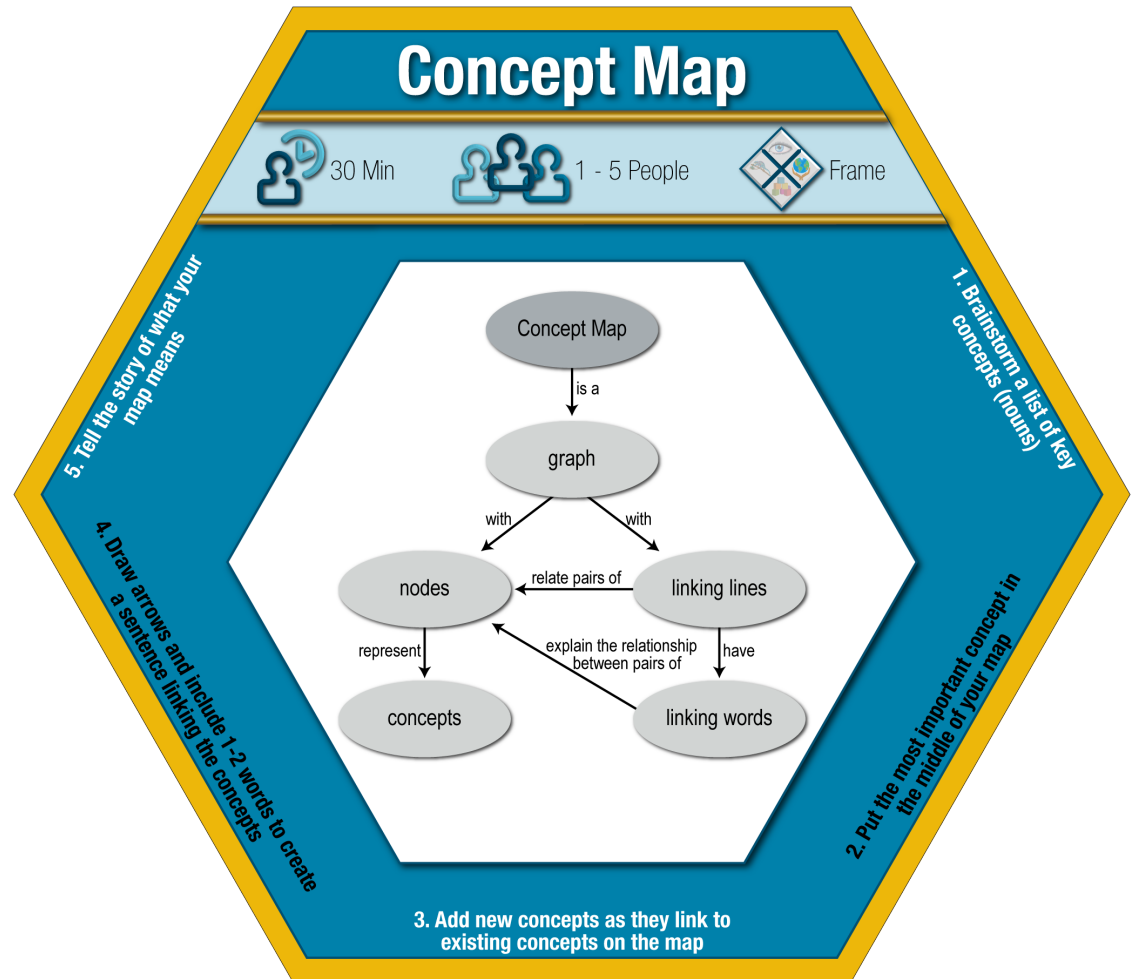 Concept Map
30 Min
1 - 5 People
Frame
1. Brainstorm a list of key
concepts (nouns)
2. Put the most important concept in
the middle of your map
3. Add new concepts as they link to
existing concepts on the map
4. Draw arrows and include 1-2 words to create
a sentence linking the concepts
5. Tell the story of what your
map means
Concept Map
is a
graph
with
with
nodes
relate pairs of
linking lines
represent
explain the relationship
between pairs of
have
concepts
linking words